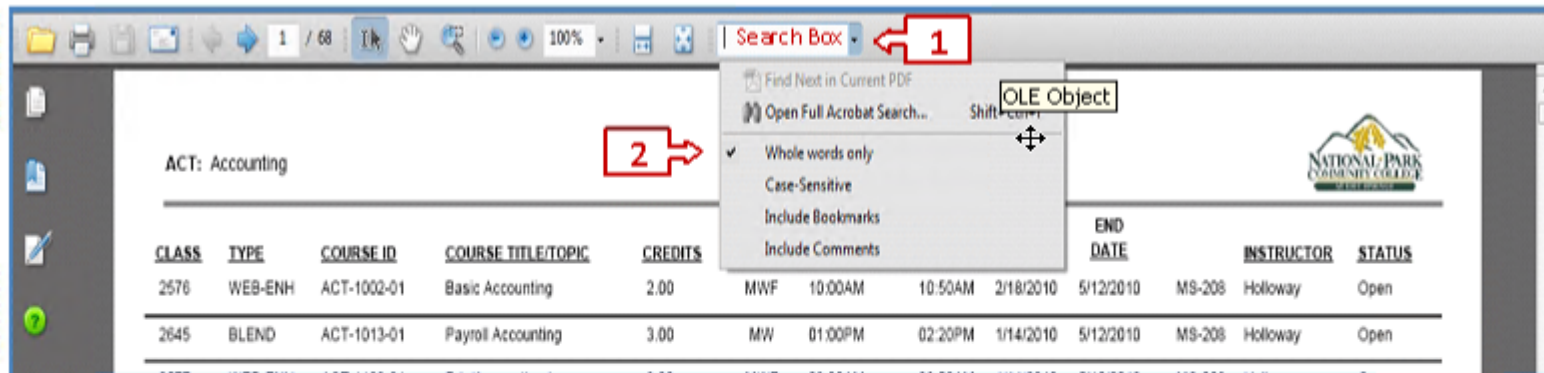 1 / 68 100% Search Box 1
Find Next in Current PDF
OLE Object
Open Full Acrobat Search...
2 Whole words only
ACT: Accounting
NATIONAL PARK
COMMUNITY COLLEGE
Case-Sensitive
Include Bookmarks
Include Comments
END
CLASS TYPE COURSE ID COURSE TITLE/TOPIC CREDITS DATE INSTRUCTOR STATUS
2576 WEB-ENH ACT-1002-01 Basic Accounting 2.00 MWF 10:00AM 10:50AM 2/18/2010 5/12/2010 MS-208 Holloway Open
2645 BLEND ACT-1013-01 Payroll Accounting 3.00 MW 01:00PM 02:20PM 1/14/2010 5/12/2010 MS-208 Holloway Open